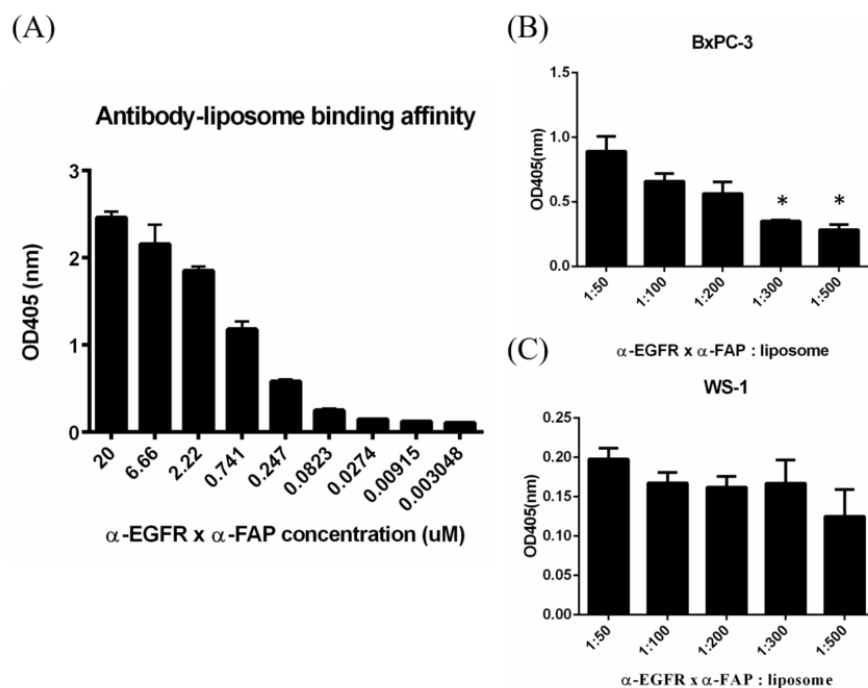 (A)
Antibody-liposome binding affinity
OD405 (nm)
3
2
1
0
20
6.66
2.22
0.741
0.247
0.0823
0.0274
0.00915
0.003048
α-EGFR x α-FAP concentration (uM)
(B)
BxPC-3
OD405(nm)
1.5
1.0
0.5
0.0
* *
1:50
1:100
1:200
1:300
1:500
α-EGFR x α-FAP : liposome
(C)
WS-1
OD405(nm)
0.25
0.20
0.15
0.10
0.05
0.00
1:50
1:100
1:200
1:300
1:500
α-EGFR x α-FAP : liposome